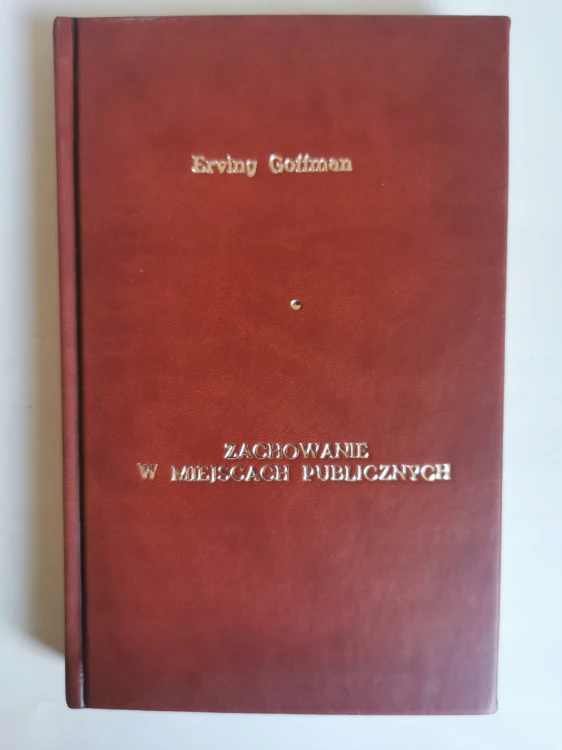 Erving Goffman
ZACHOWANIE
W MIEJSCACH PUBLICZNYCH